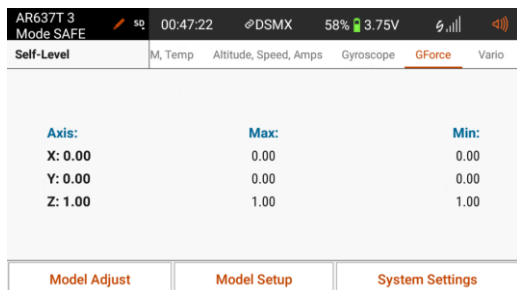 AR637T 3
Mode SAFE SD 00:47:22 DSMX 58% 3.75V
Self-Level M, Temp Altitude, Speed, Amps Gyroscope GForce Vario
Axis: Max: Min:
X: 0.00 0.00 0.00
Y: 0.00 0.00 0.00
Z: 1.00 1.00 1.00
Model Adjust Model Setup System Settings